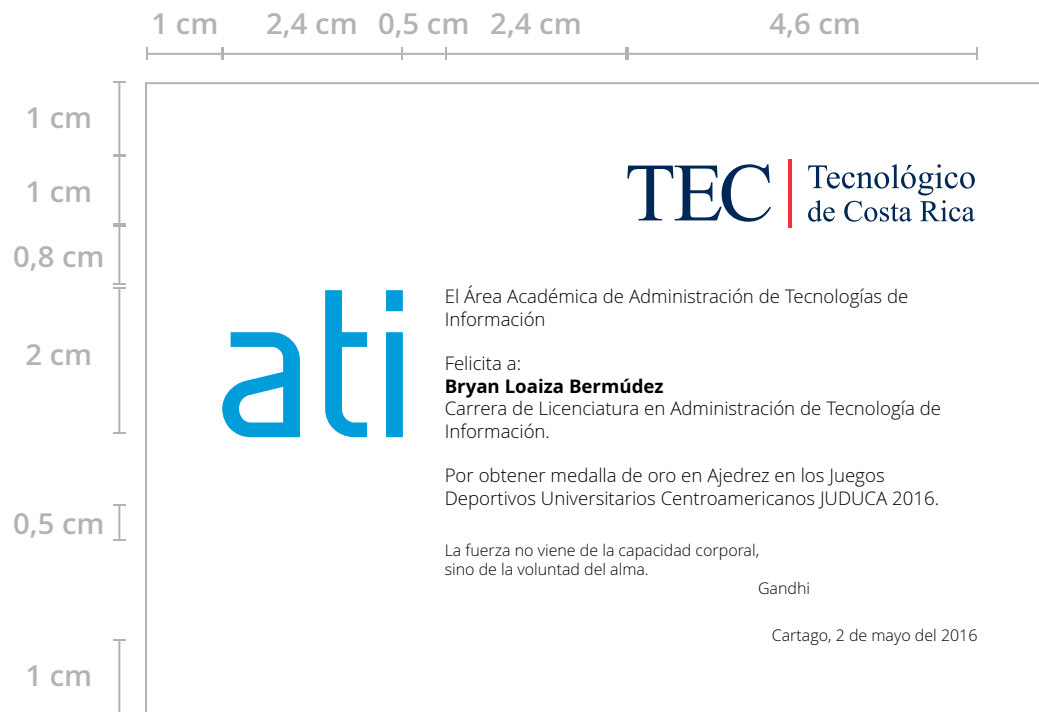 1 cm 2,4 cm 0,5 cm 2,4 cm 4,6 cm
1 cm
1 cm
0,8 cm
2 cm
0,5 cm
1 cm
TEC
Tecnológico
de Costa Rica
ati
El Área Académica de Administración de Tecnologías de
Información
Felicita a:
Bryan Loaiza Bermúdez
Carrera de Licenciatura en Administración de Tecnología de
Información.
Por obtener medalla de oro en Ajedrez en los Juegos
Deportivos Universitarios Centroamericanos JUDUCA 2016.
La fuerza no viene de la capacidad corporal,
sino de la voluntad del alma.
Gandhi
Cartago, 2 de mayo del 2016